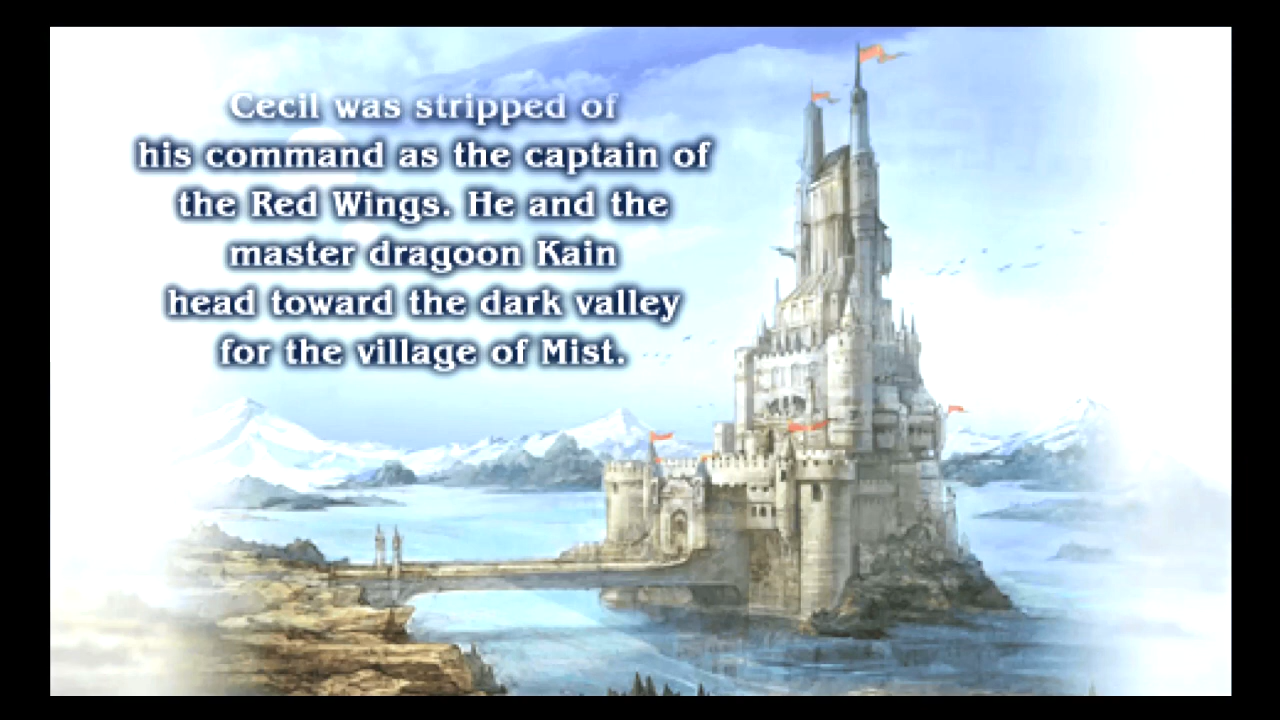 Cecil was stripped of
his command as the captain of
the Red Wings. He and the
master dragoon Kain
head toward the dark valley
for the village of Mist.